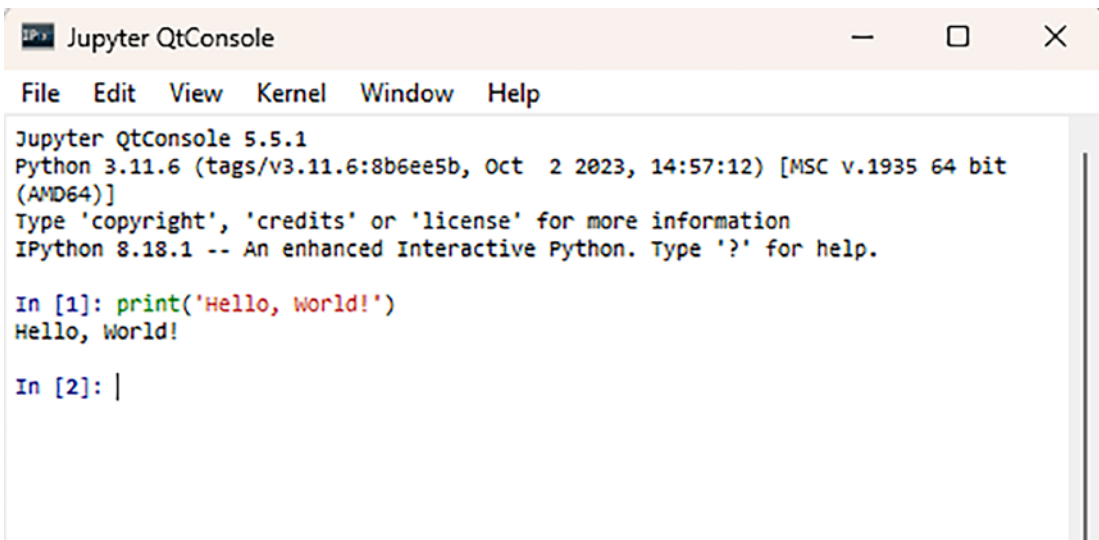 IP[y]:
Jupyter QtConsole
File Edit View Kernel Window Help
Jupyter QtConsole 5.5.1
Python 3.11.6 (tags/v3.11.6:8b6ee5b, Oct  2 2023, 14:57:12) [MSC v.1935 64 bit
(AMD64)]
Type 'copyright', 'credits' or 'license' for more information
IPython 8.18.1 -- An enhanced Interactive Python. Type '?' for help.
In [1]: print('Hello, World!')
Hello, World!
In [2]: